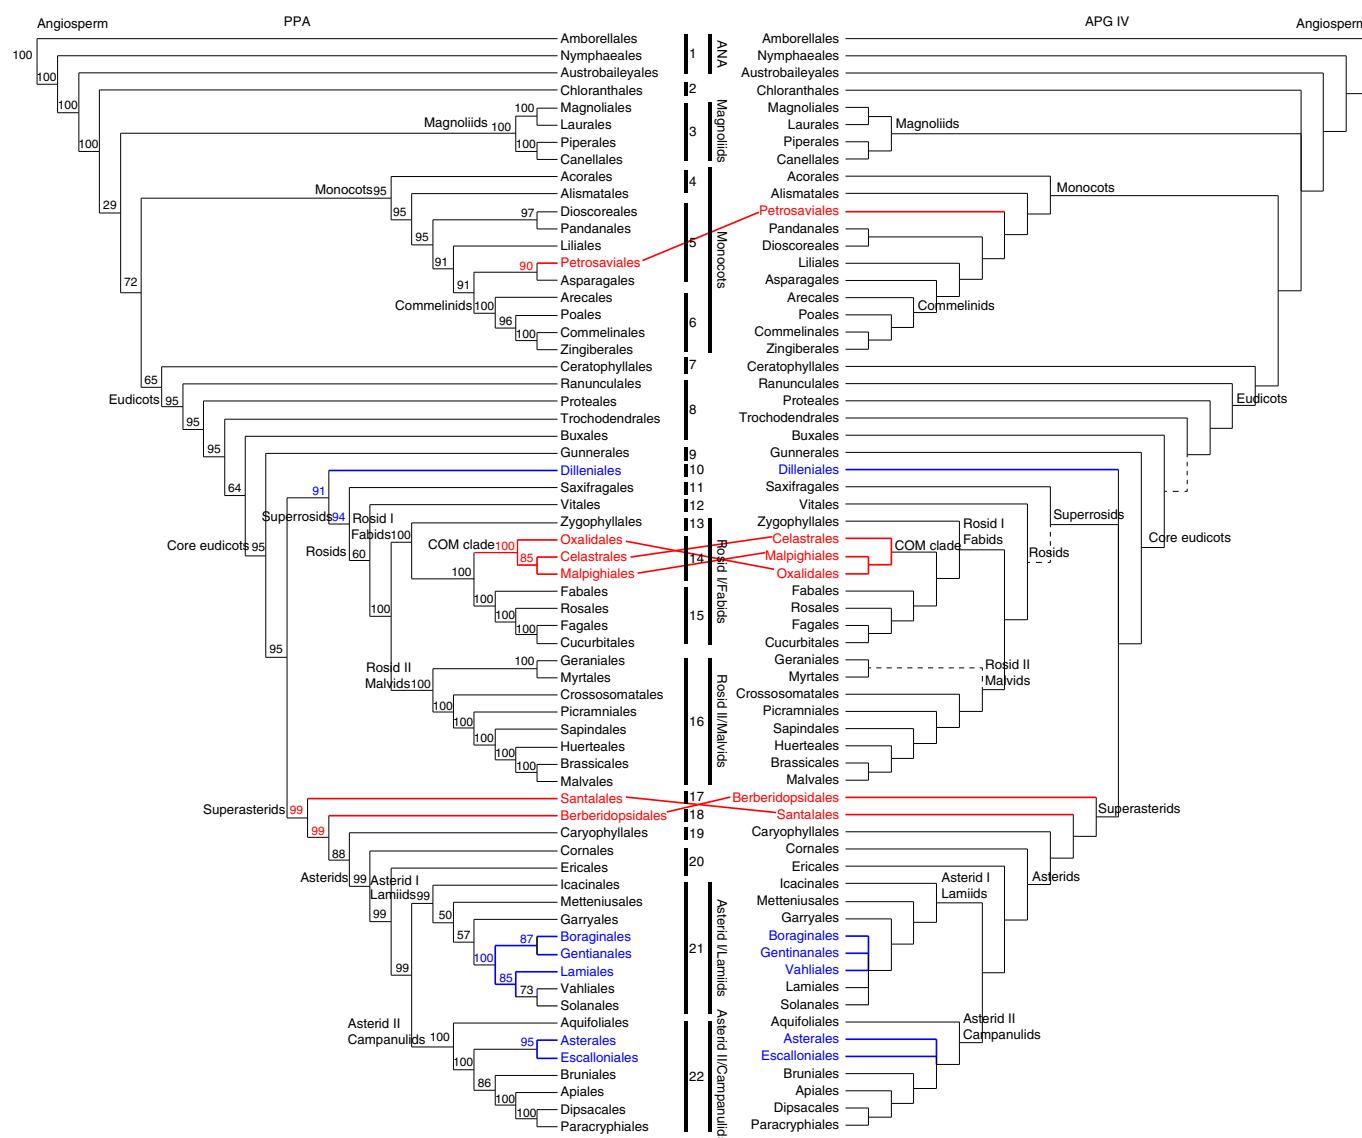 Angiosperm PPA APG IV Angiosperm
100 Amborellales 1 ANA Amborellales
100 Nymphaeales Nymphaeales
100 Austrobaileyales Austrobaileyales
100 Chloranthales 2 Chloranthales
Magnoliids 100 100 Magnoliales 3 Magnoliids Magnoliales Magnoliids
Laurales Laurales
100 Piperales Piperales
Canellales Canellales
29
Monocots 95 Acorales 4 Monocots Acorales Monocots
95 Alismatales Alismatales
97 Dioscoreales 5 Petrosaviales
95 Pandanales Pandanales
Liliales Dioscoreales
91 90 Petrosaviales Liliales
72 91 Asparagales Asparagales
Commelinids 100 Arecales 6 Arecales Commelinids
96 Poales Poales
100 Commelinales Commelinales
Zingiberales Zingiberales
65 Ceratophyllales 7 Ceratophyllales
Eudicots 95 Ranunculales 8 Ranunculales Eudicots
95 Proteales Proteales
95 Trochodendrales Trochodendrales
Buxales Buxales
64 Gunnerales 9 Gunnerales
91 Dilleniales 10 Dilleniales
Superrosids 94 Saxifragales 11 Saxifragales Superrosids
Rosid I Vitales 12 Vitales
Fabids 100 Zygophyllales 13 Rosid I/Fabids Zygophyllales Rosid I
Fabids
Core eudicots 95 Rosids 60 COM clade 100 Oxalidales 14 Celastrales COM clade Rosids Core eudicots
85 Celastrales Malpighiales
100 Malpighiales Oxalidales
100 Fabales 15 Fabales
100 100 Rosales Rosales
100 Fagales Fagales
Cucurbitales Cucurbitales
95 Rosid II 100 Geraniales 16 Rosid II/Malvids Geraniales Rosid II
Malvids 100 Myrtales Myrtales Malvids
100 Crossosomatales Crossosomatales
100 Picramniales Picramniales
100 Sapindales Sapindales
100 Huerteales Huerteales
100 Brassicales Brassicales
Malvales Malvales
Superasterids 99 Santalales 17 Berberidopsidales Superasterids
99 Berberidopsidales 18 Santalales
88 Caryophyllales 19 Caryophyllales
Asterids 99 Cornales 20 Cornales Asterids
Asterid I Ericales Ericales Asterid I
Lamiids 99 Icacinales 21 Asterid I/Lamiids Icacinales Lamiids
99 50 Metteniusales Metteniusales
57 Garryales Garryales
87 Boraginales Boraginales
100 Gentianales Gentinanales
99 85 Lamiales Vahliales
73 Vahliales Lamiales
Solanales Solanales
Asterid II Aquifoliales 22 Asterid II/Campanulid Aquifoliales Asterid II
Campanulids 100 95 Asterales Asterales Campanulids
100 Escalloniales Escalloniales
86 Bruniales Bruniales
100 Apiales Apiales
100 Dipsacales Dipsacales
Paracryphiales Paracryphiales